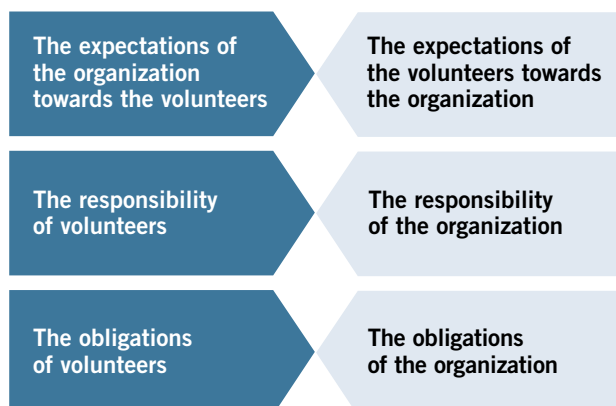 The expectations of
the organization
towards the volunteers
The expectations of
the volunteers towards
the organization
The responsibility
of volunteers
The responsibility
of the organization
The obligations
of volunteers
The obligations
of the organization